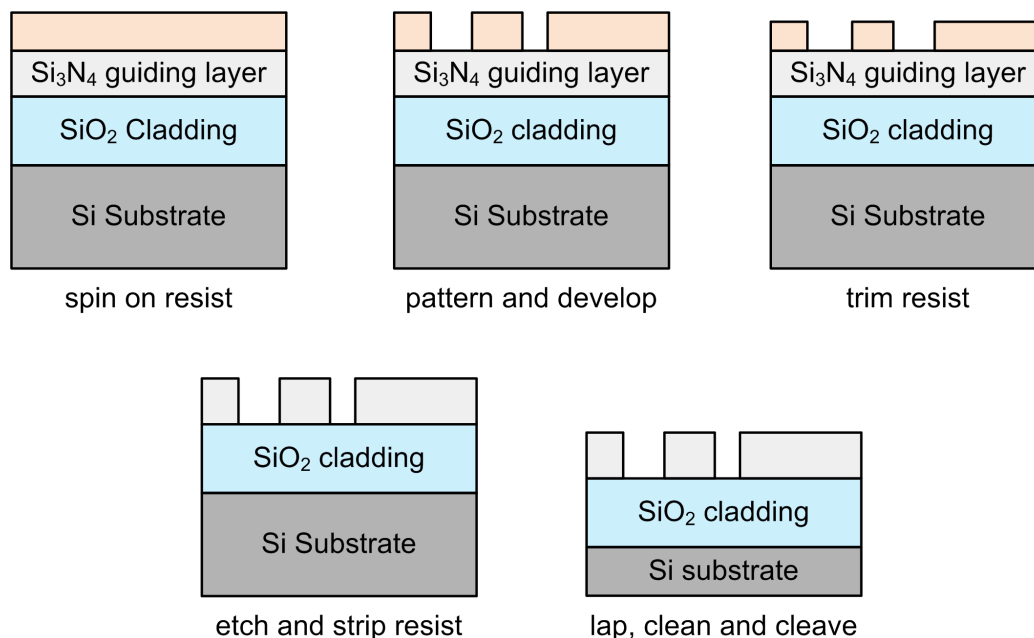 Si₃N₄ guiding layer
SiO₂ Cladding
Si Substrate
spin on resist
Si₃N₄ guiding layer
SiO₂ cladding
Si Substrate
pattern and develop
Si₃N₄ guiding layer
SiO₂ cladding
Si Substrate
trim resist
SiO₂ cladding
Si Substrate
etch and strip resist
SiO₂ cladding
Si substrate
lap, clean and cleave